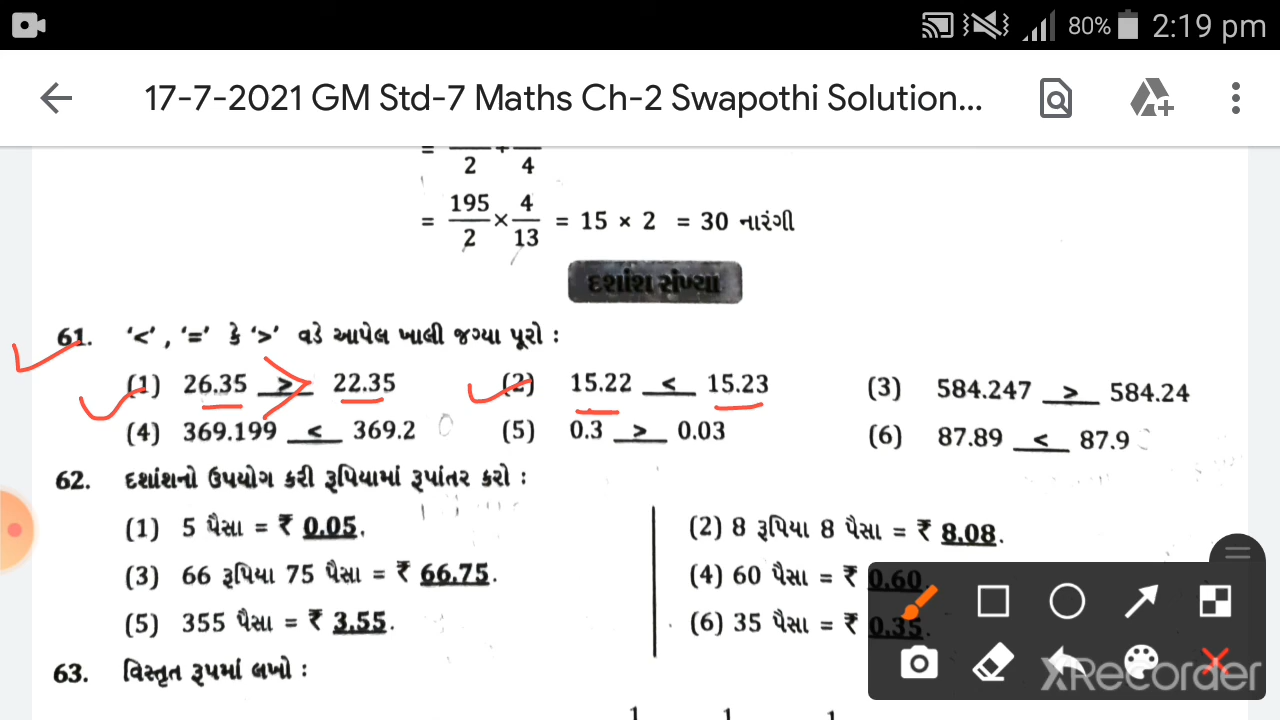 80% 2:19 pm
17-7-2021 GM Std-7 Maths Ch-2 Swapothi Solution...
= 2 + 4
= 195/2 × 4/13 = 15 × 2 = 30 નારંગી
દશાંશ સંખ્યા
61. ‘<’ , ‘=’ કે ‘>’ વડે આપેલ ખાલી જગ્યા પૂરો :
(1) 26.35 > 22.35 (2) 15.22 < 15.23 (3) 584.247 > 584.24
(4) 369.199 < 369.2 (5) 0.3 > 0.03 (6) 87.89 < 87.9
62. દશાંશનો ઉપયોગ કરી રૂપિયામાં રૂપાંતર કરો :
(1) 5 પૈસા = ₹ 0.05. (2) 8 રૂપિયા 8 પૈસા = ₹ 8.08.
(3) 66 રૂપિયા 75 પૈસા = ₹ 66.75. (4) 60 પૈસા = ₹ 0.60.
(5) 355 પૈસા = ₹ 3.55. (6) 35 પૈસા = ₹ 0.35.
63. વિસ્તૃત રૂપમાં લખો :
XRecorder
1 1 1